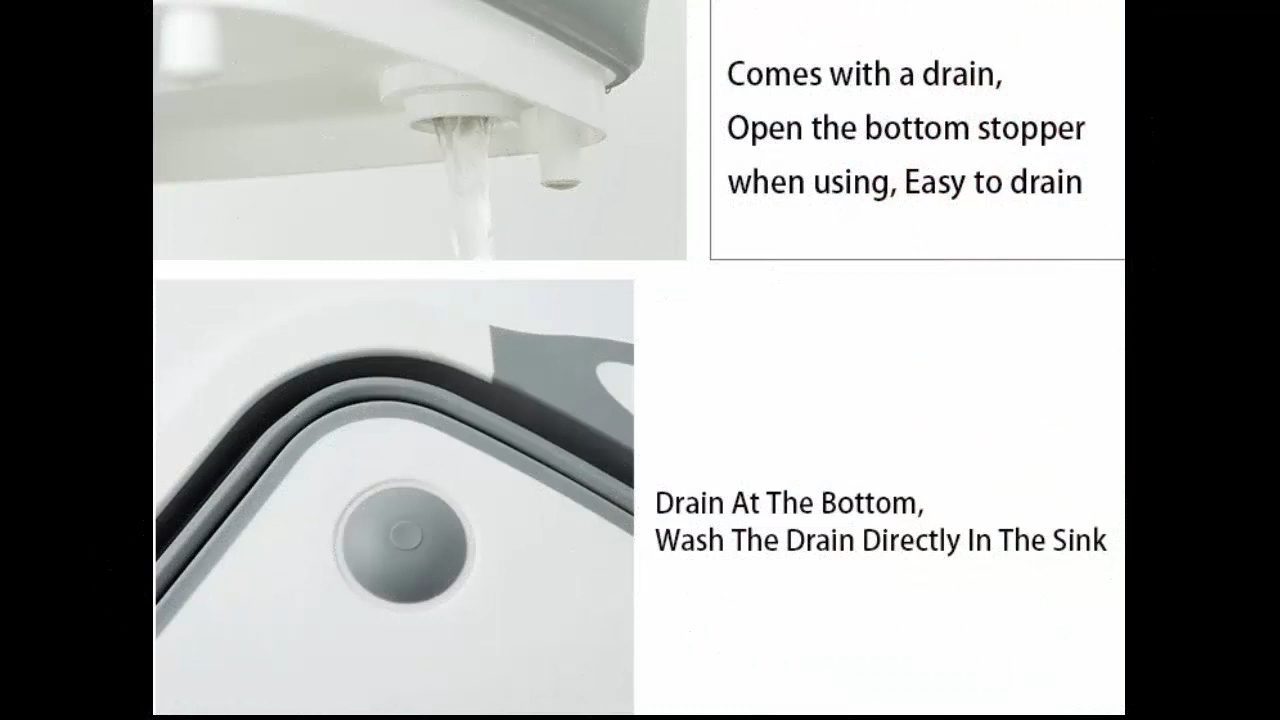 Comes with a drain,
Open the bottom stopper
when using, Easy to drain
Drain At The Bottom,
Wash The Drain Directly In The Sink